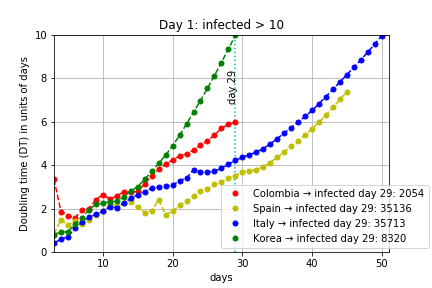 Day 1: infected > 10
Doubling time (DT) in units of days
10
8
6
4
2
0
day 29
Colombia → infected day 29: 2054
Spain → infected day 29: 35136
Italy → infected day 29: 35713
Korea → infected day 29: 8320
10
20
30
40
50
days